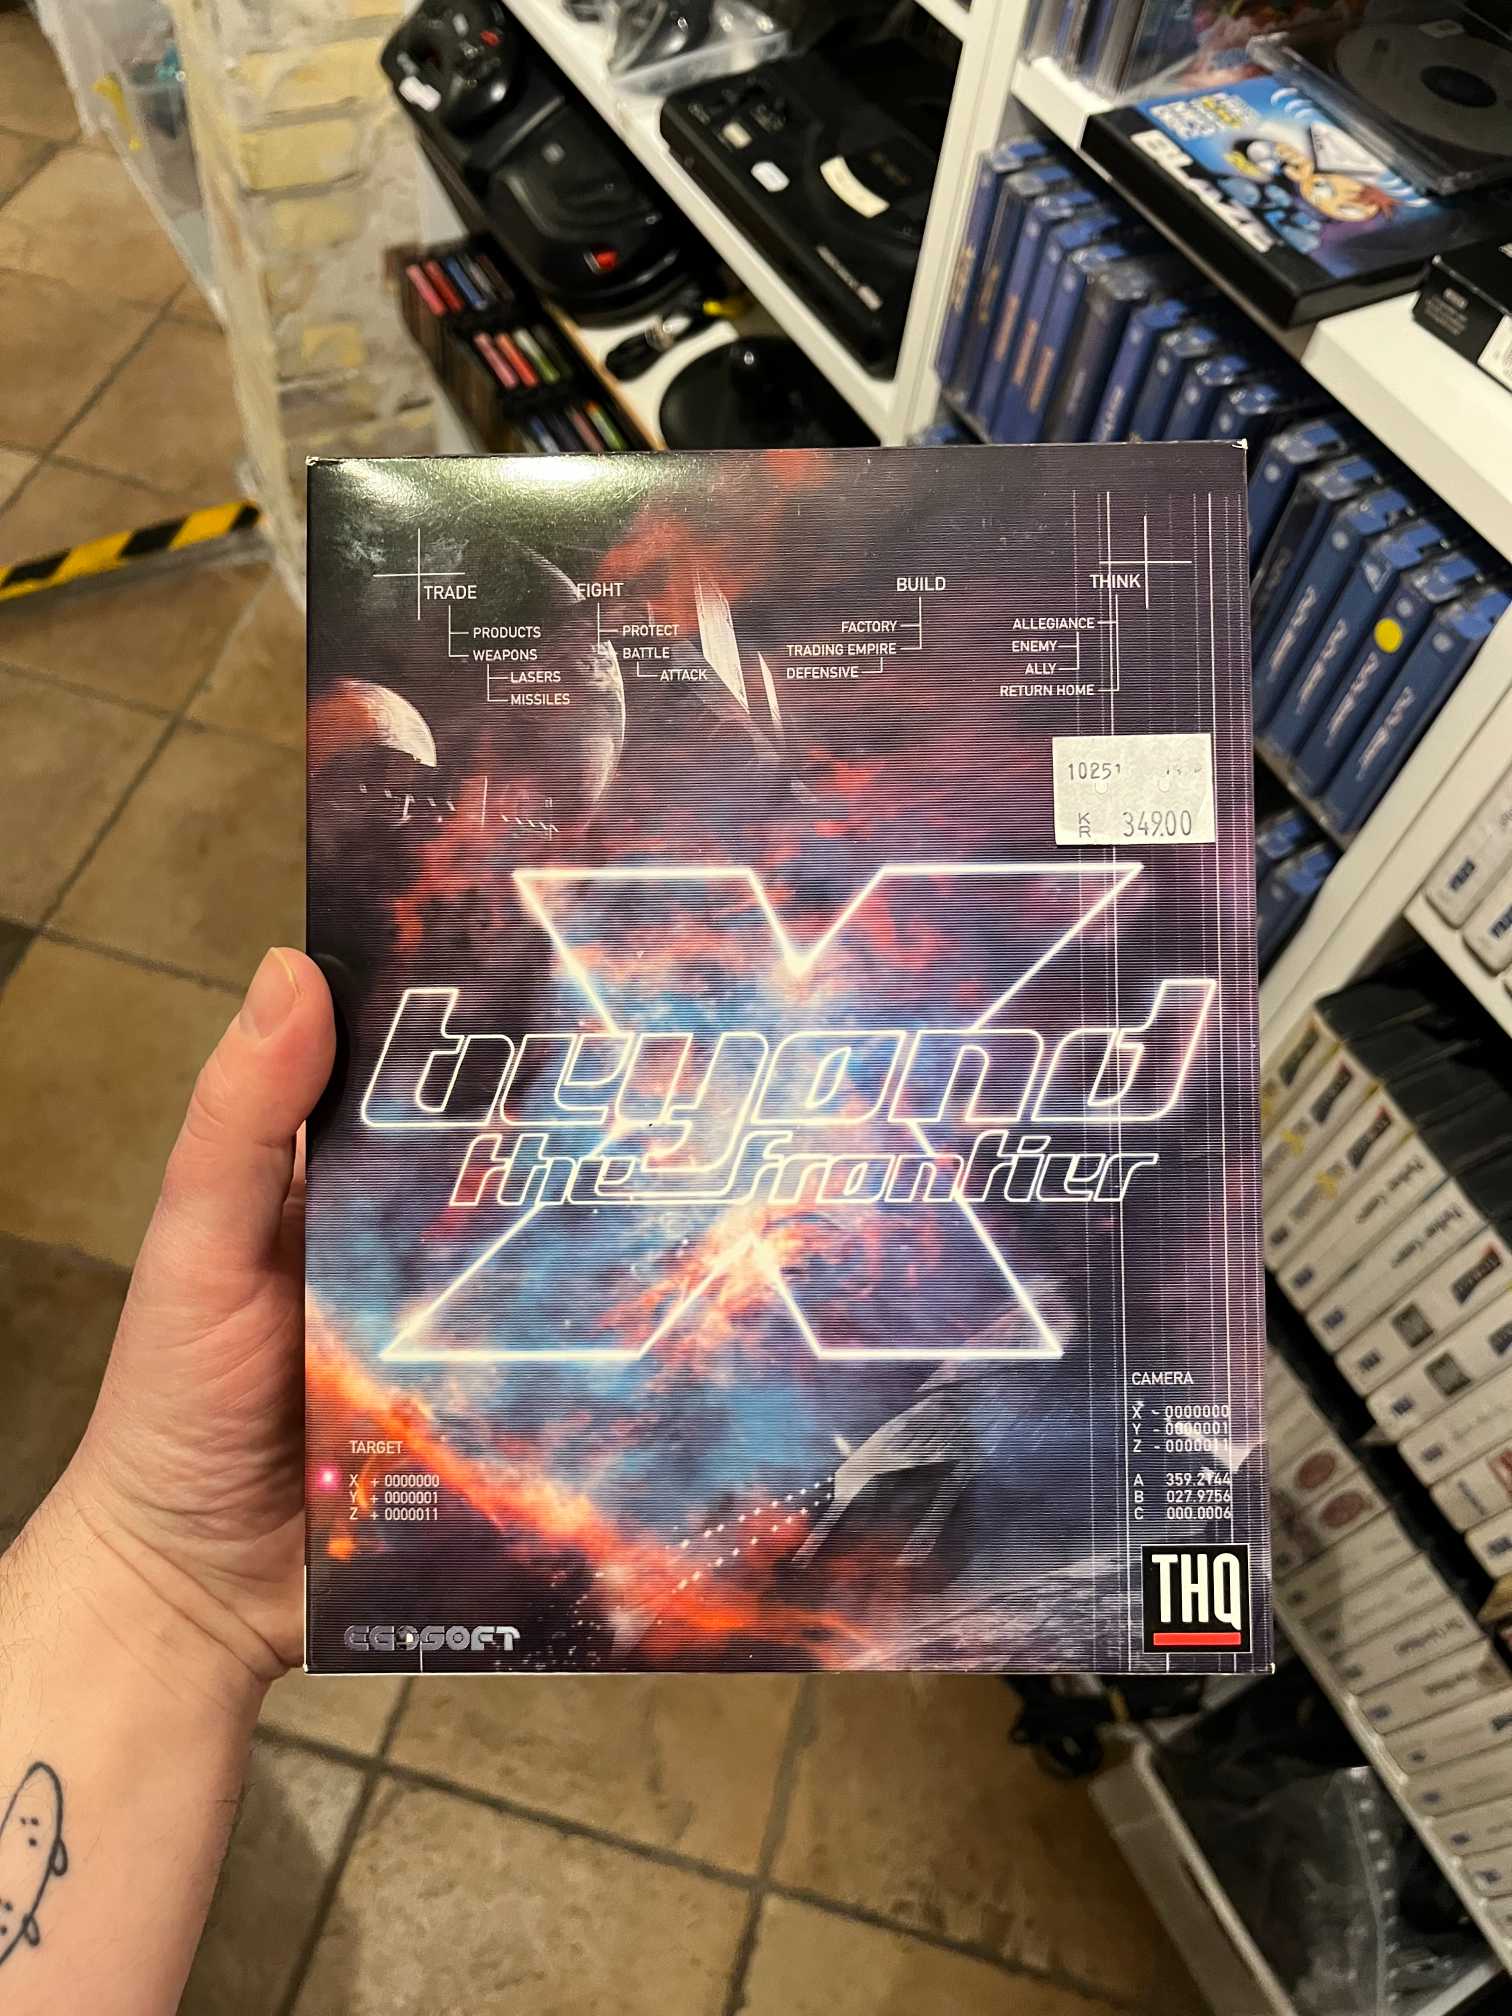 BLAZE
TRADE
PRODUCTS
WEAPONS
LASERS
MISSILES
FIGHT
PROTECT
BATTLE
ATTACK
BUILD
FACTORY
TRADING EMPIRE
DEFENSIVE
THINK
ALLEGIANCE
ENEMY
ALLY
RETURN HOME
10251
KR 349.00
X
beyond
the frontier
CAMERA
X - 0000000
Y - 0000001
Z - 0000011
A 359.2144
B 027.9756
C 000.0006
TARGET
X + 0000000
Y + 0000001
Z + 0000011
EGOSOFT
THQ